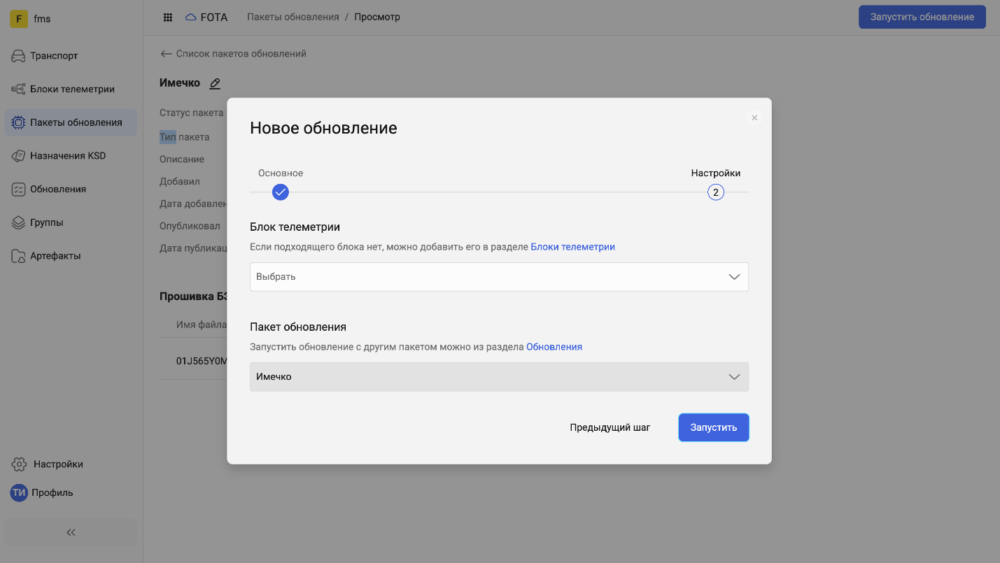 F fms
FOTA Пакеты обновления / Просмотр
Запустить обновление
Транспорт
Блоки телеметрии
Пакеты обновления
Назначения KSD
Обновления
Группы
Артефакты
Настройки
ТИ Профиль
Список пакетов обновлений
Имечко
Статус пакета
Тип пакета
Описание
Добавил
Дата добавлен
Опубликовал
Дата публикац
Прошивка БЭ
Имя файла
01J565Y0M
Новое обновление
Основное
Настройки
2
Блок телеметрии
Если подходящего блока нет, можно добавить его в разделе Блоки телеметрии
Выбрать
Пакет обновления
Запустить обновление с другим пакетом можно из раздела Обновления
Имечко
Предыдущий шаг
Запустить